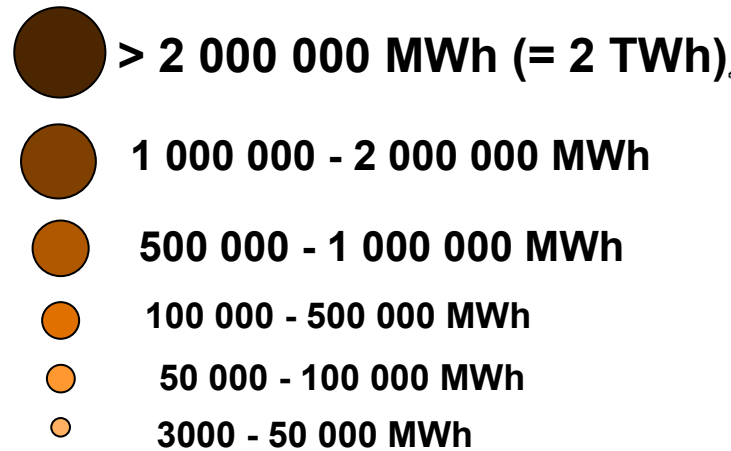 > 2 000 000 MWh (= 2 TWh)
1 000 000 - 2 000 000 MWh
500 000 - 1 000 000 MWh
100 000 - 500 000 MWh
50 000 - 100 000 MWh
3000 - 50 000 MWh